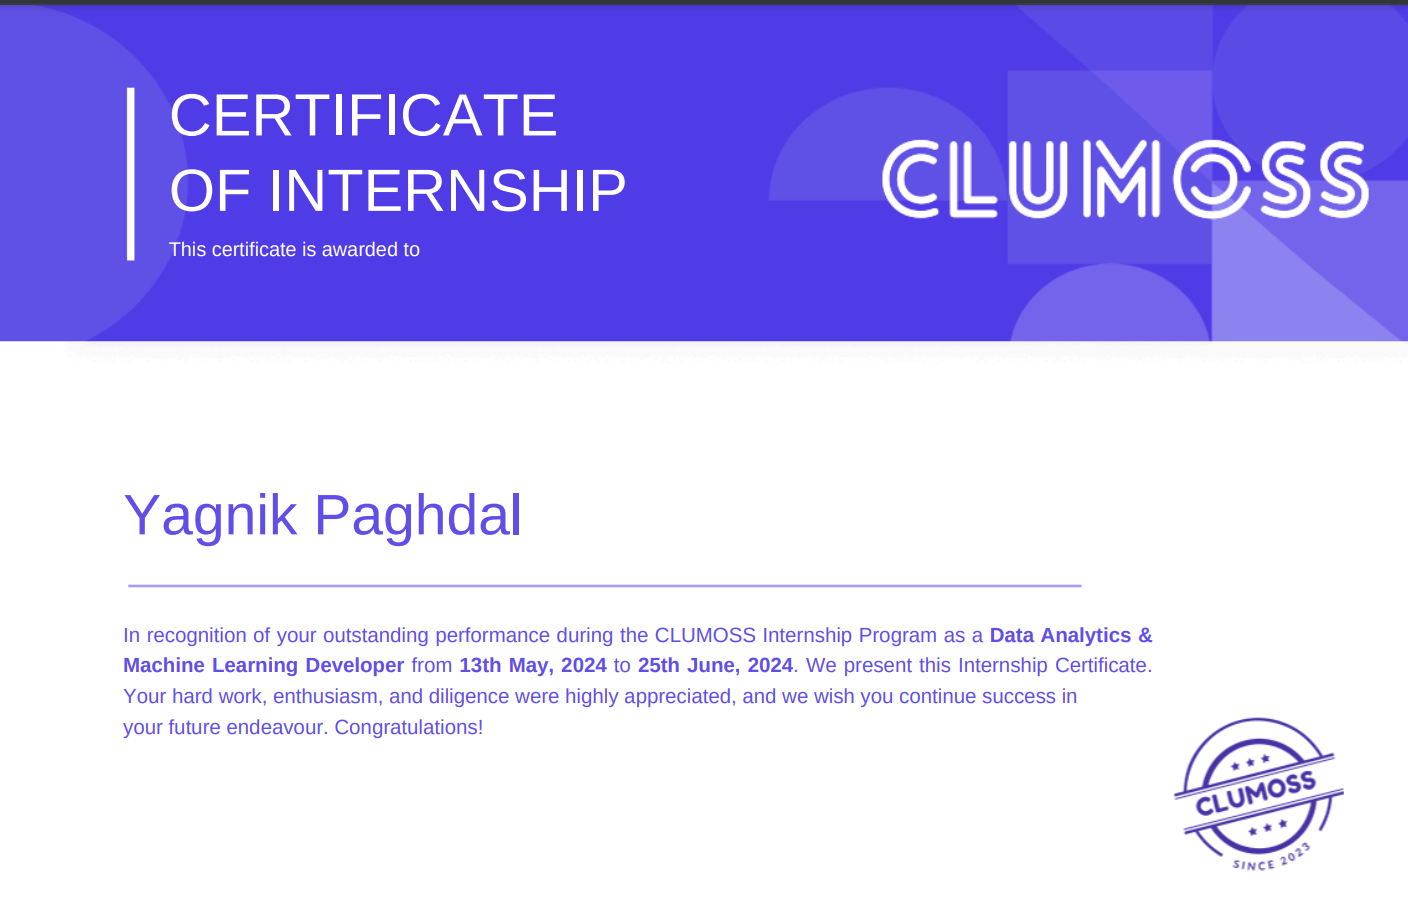 CERTIFICATE
OF INTERNSHIP
This certificate is awarded to
CLUMOSS
Yagnik Paghdal
In recognition of your outstanding performance during the CLUMOSS Internship Program as a Data Analytics &
Machine Learning Developer from 13th May, 2024 to 25th June, 2024. We present this Internship Certificate.
Your hard work, enthusiasm, and diligence were highly appreciated, and we wish you continue success in
your future endeavour. Congratulations!
CLUMOSS
SINCE 2023